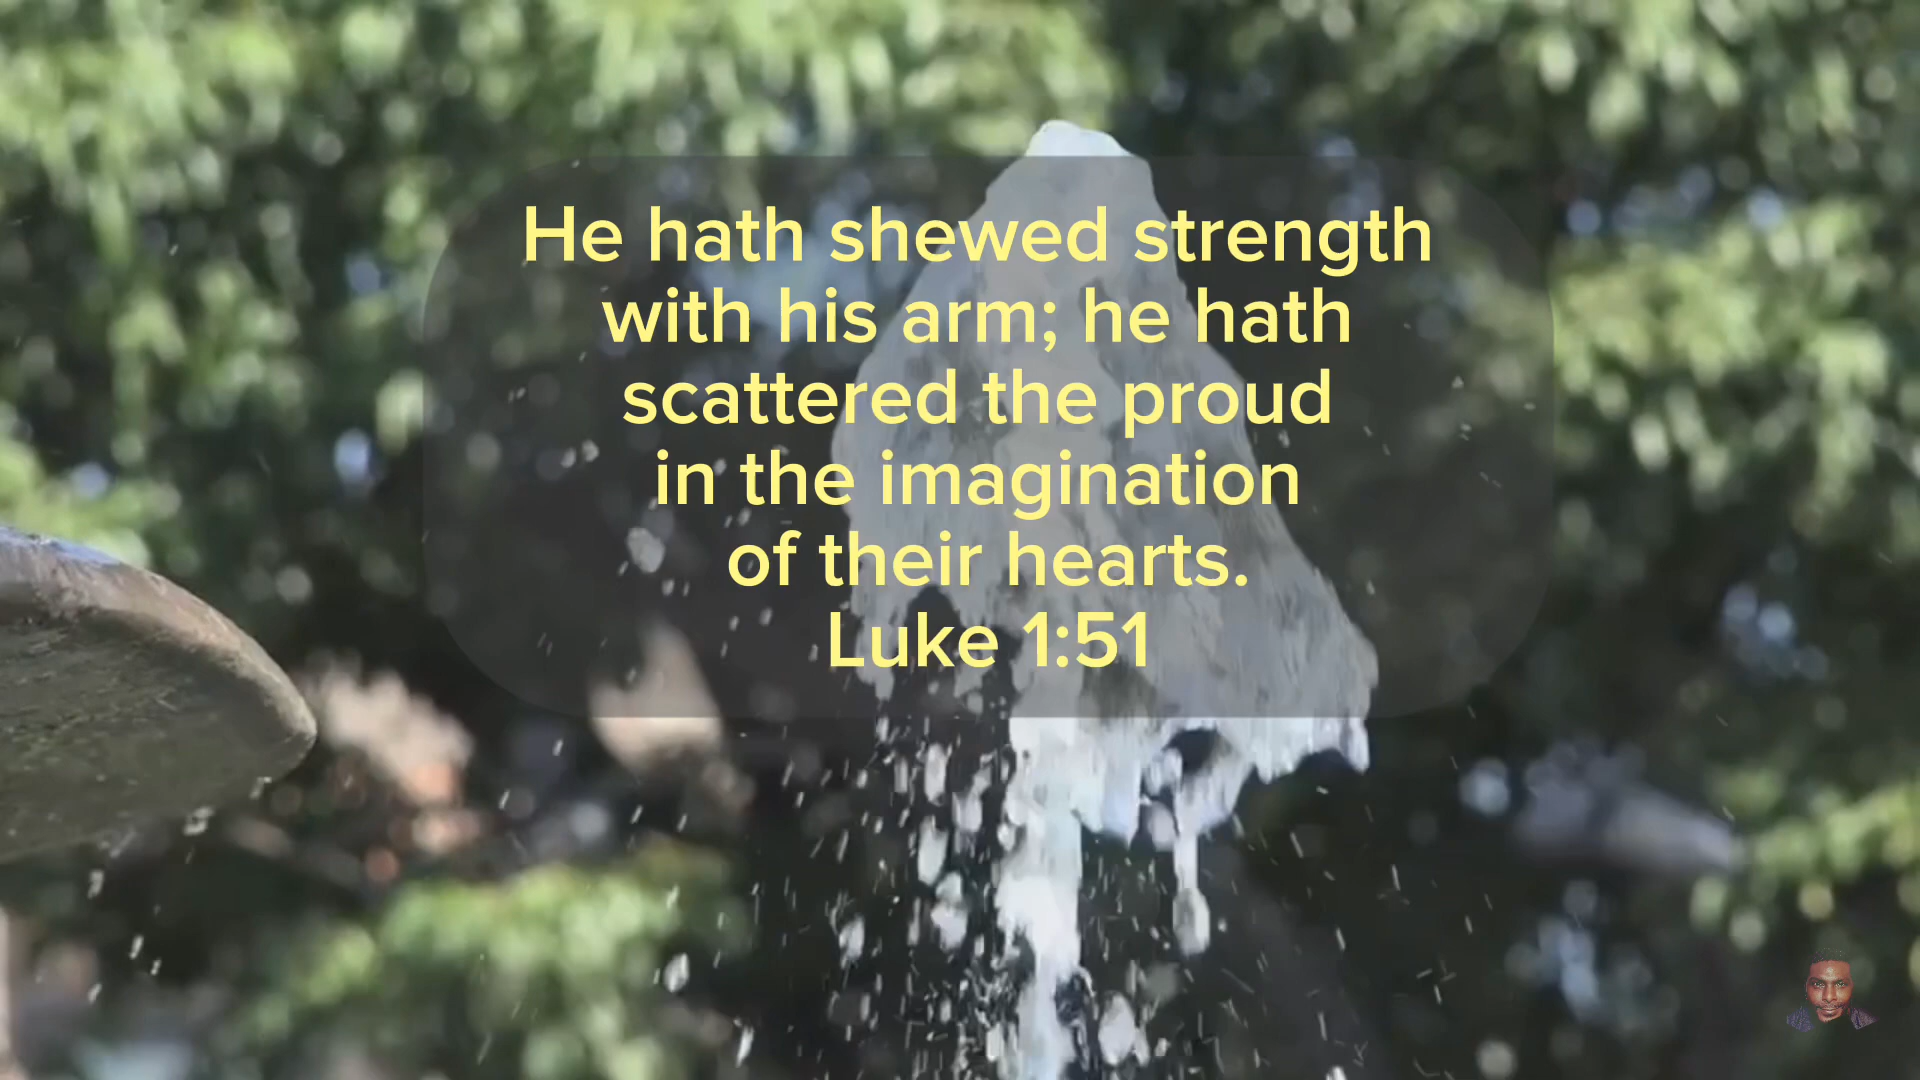 He hath shewed strength
with his arm; he hath
scattered the proud
in the imagination
of their hearts.
Luke 1:51